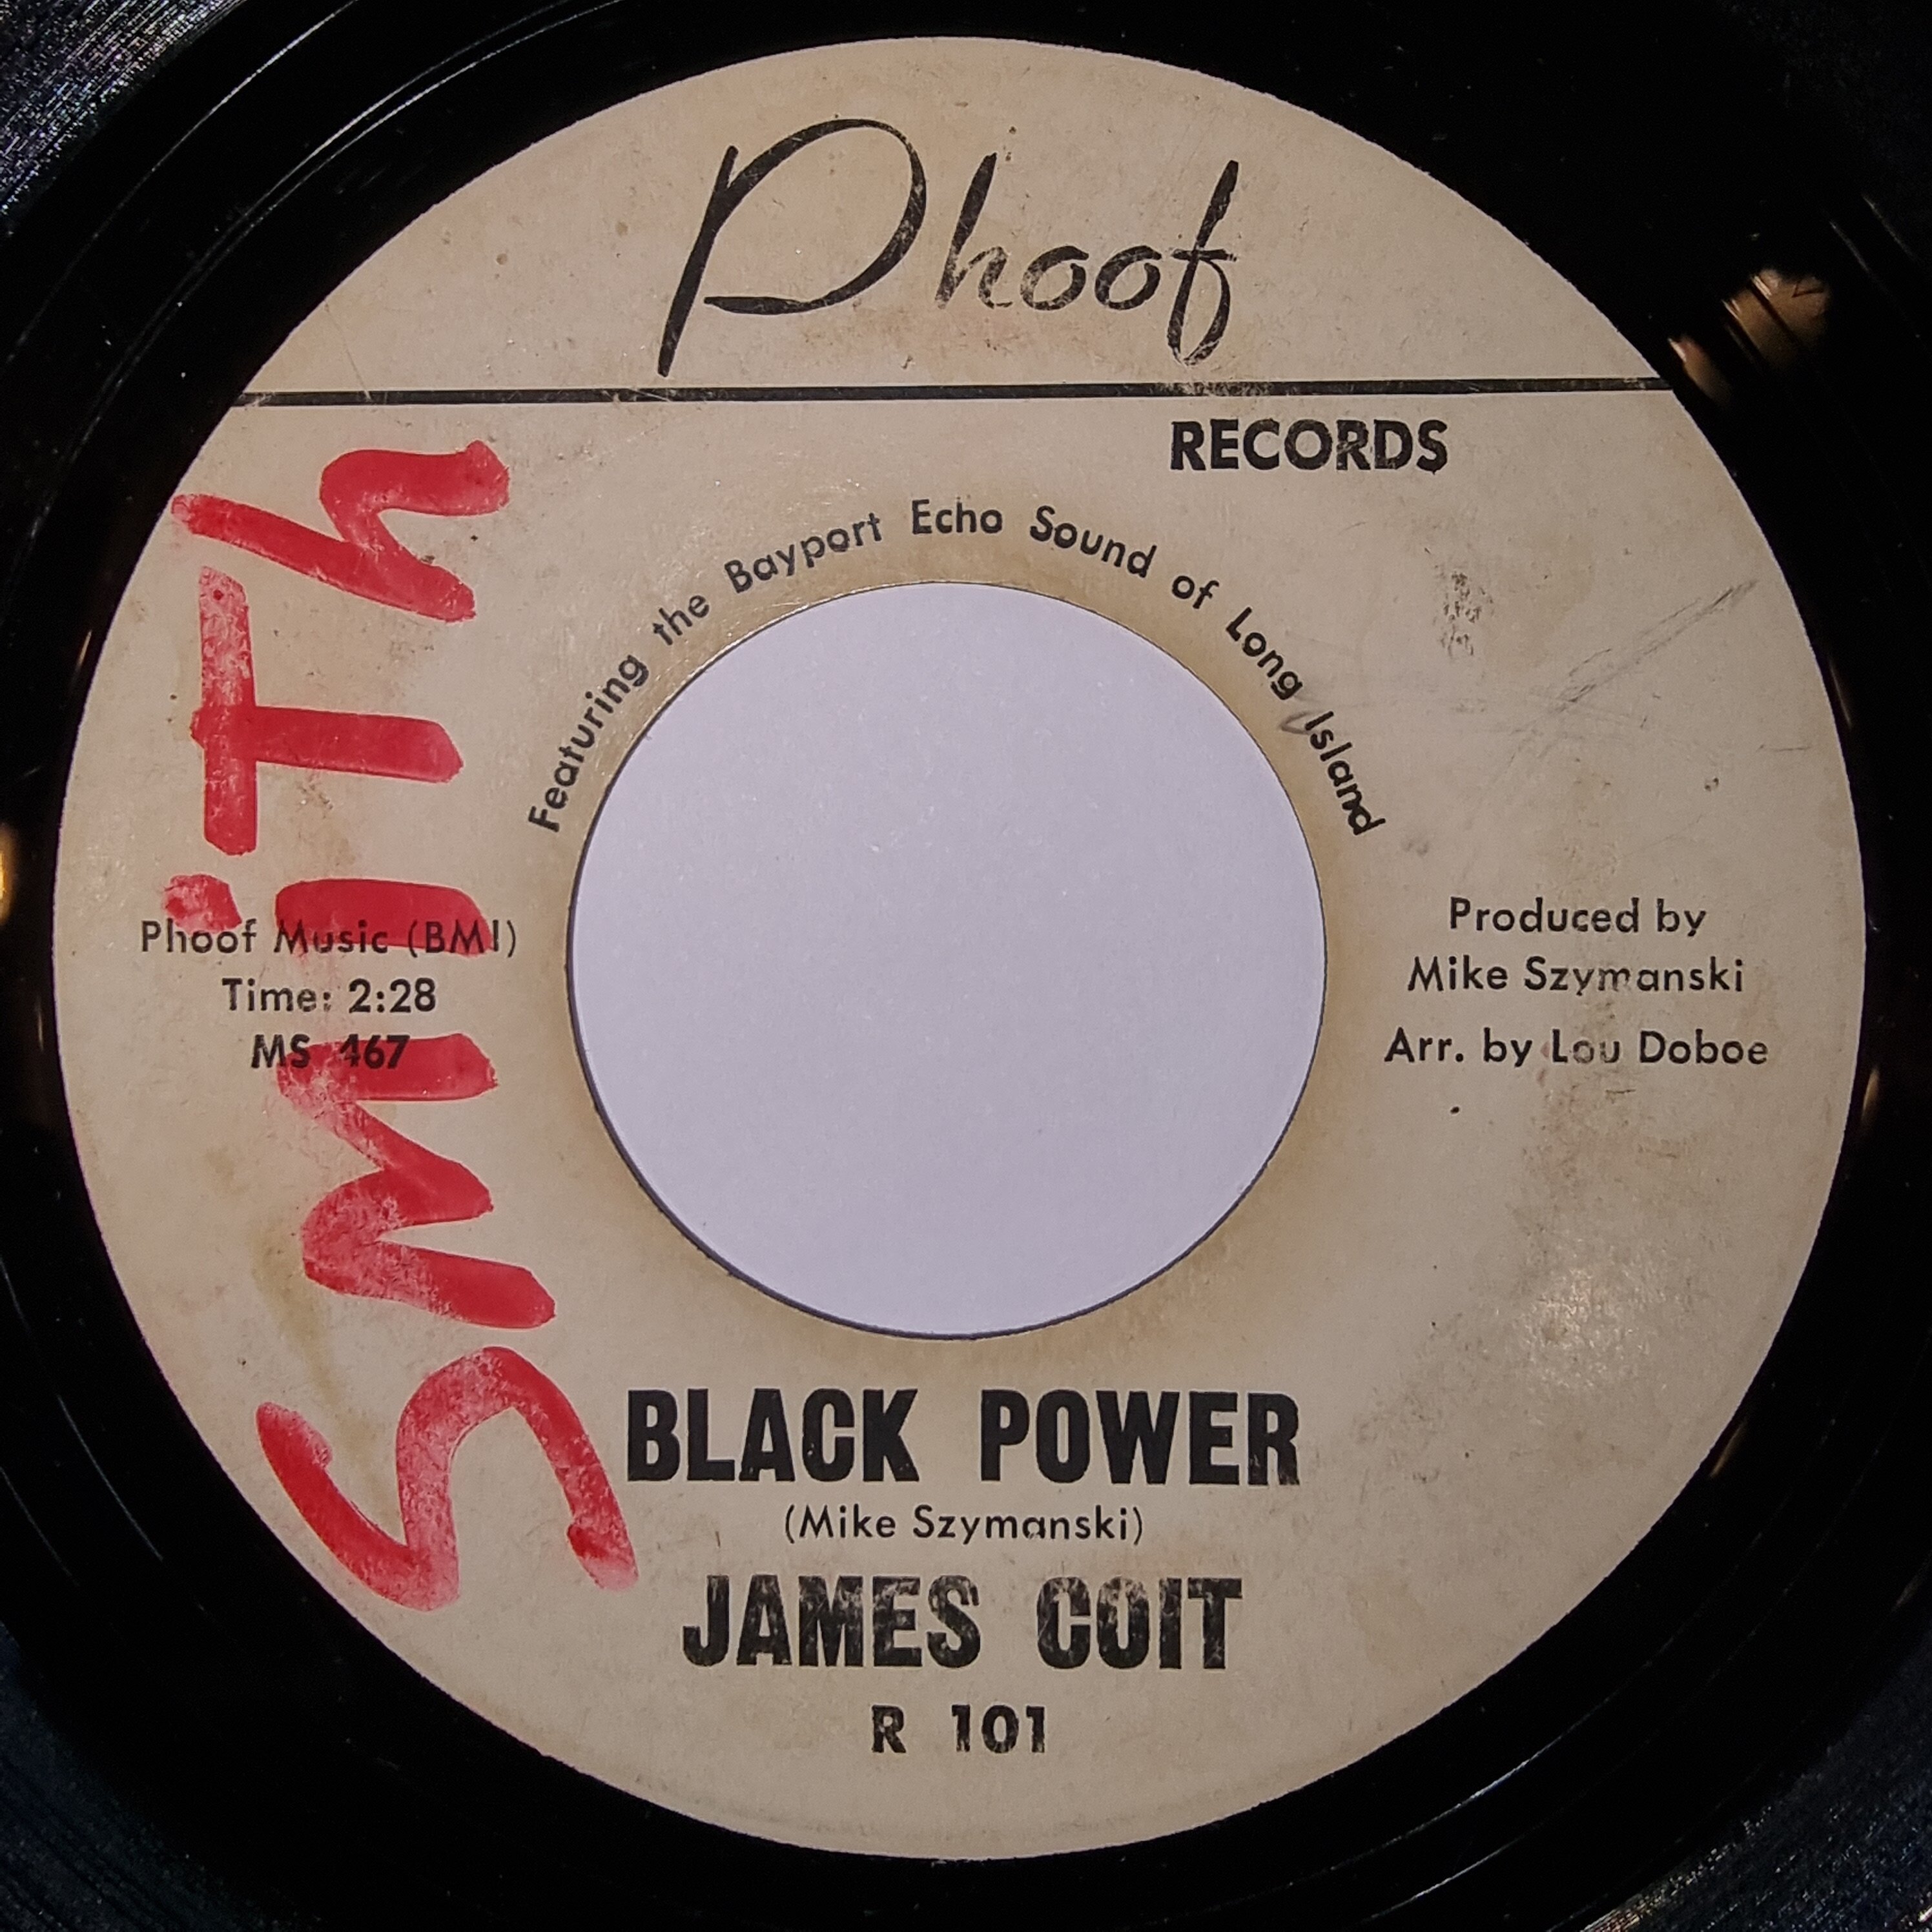 Phoof
RECORDS
Featuring the Bayport Echo Sound of Long Island
SMiTh
Phoof Music (BMI)
Time: 2:28
MS 467
Produced by
Mike Szymanski
Arr. by Lou Doboe
BLACK POWER
(Mike Szymanski)
JAMES COIT
R 101